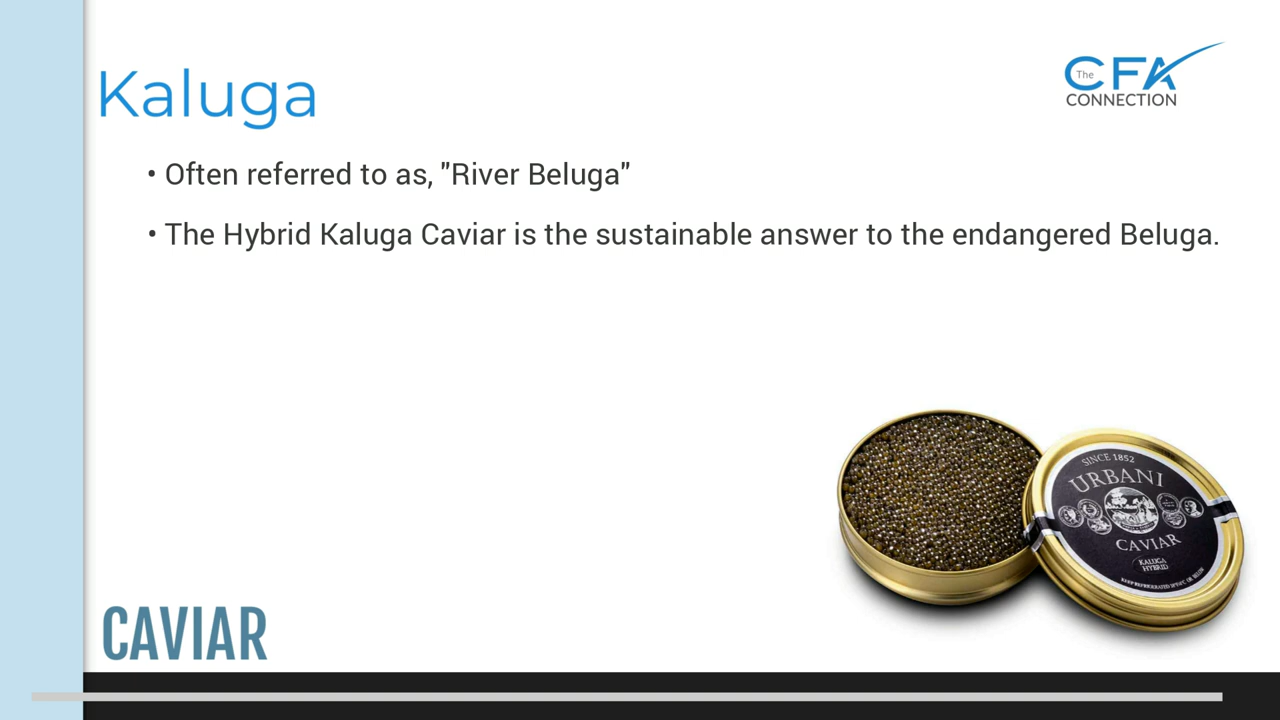 Kaluga
The
CFA
CONNECTION
• Often referred to as, "River Beluga"
• The Hybrid Kaluga Caviar is the sustainable answer to the endangered Beluga.
SINCE 1852
URBANI
CAVIAR
KALUGA
HYBRID
CAVIAR